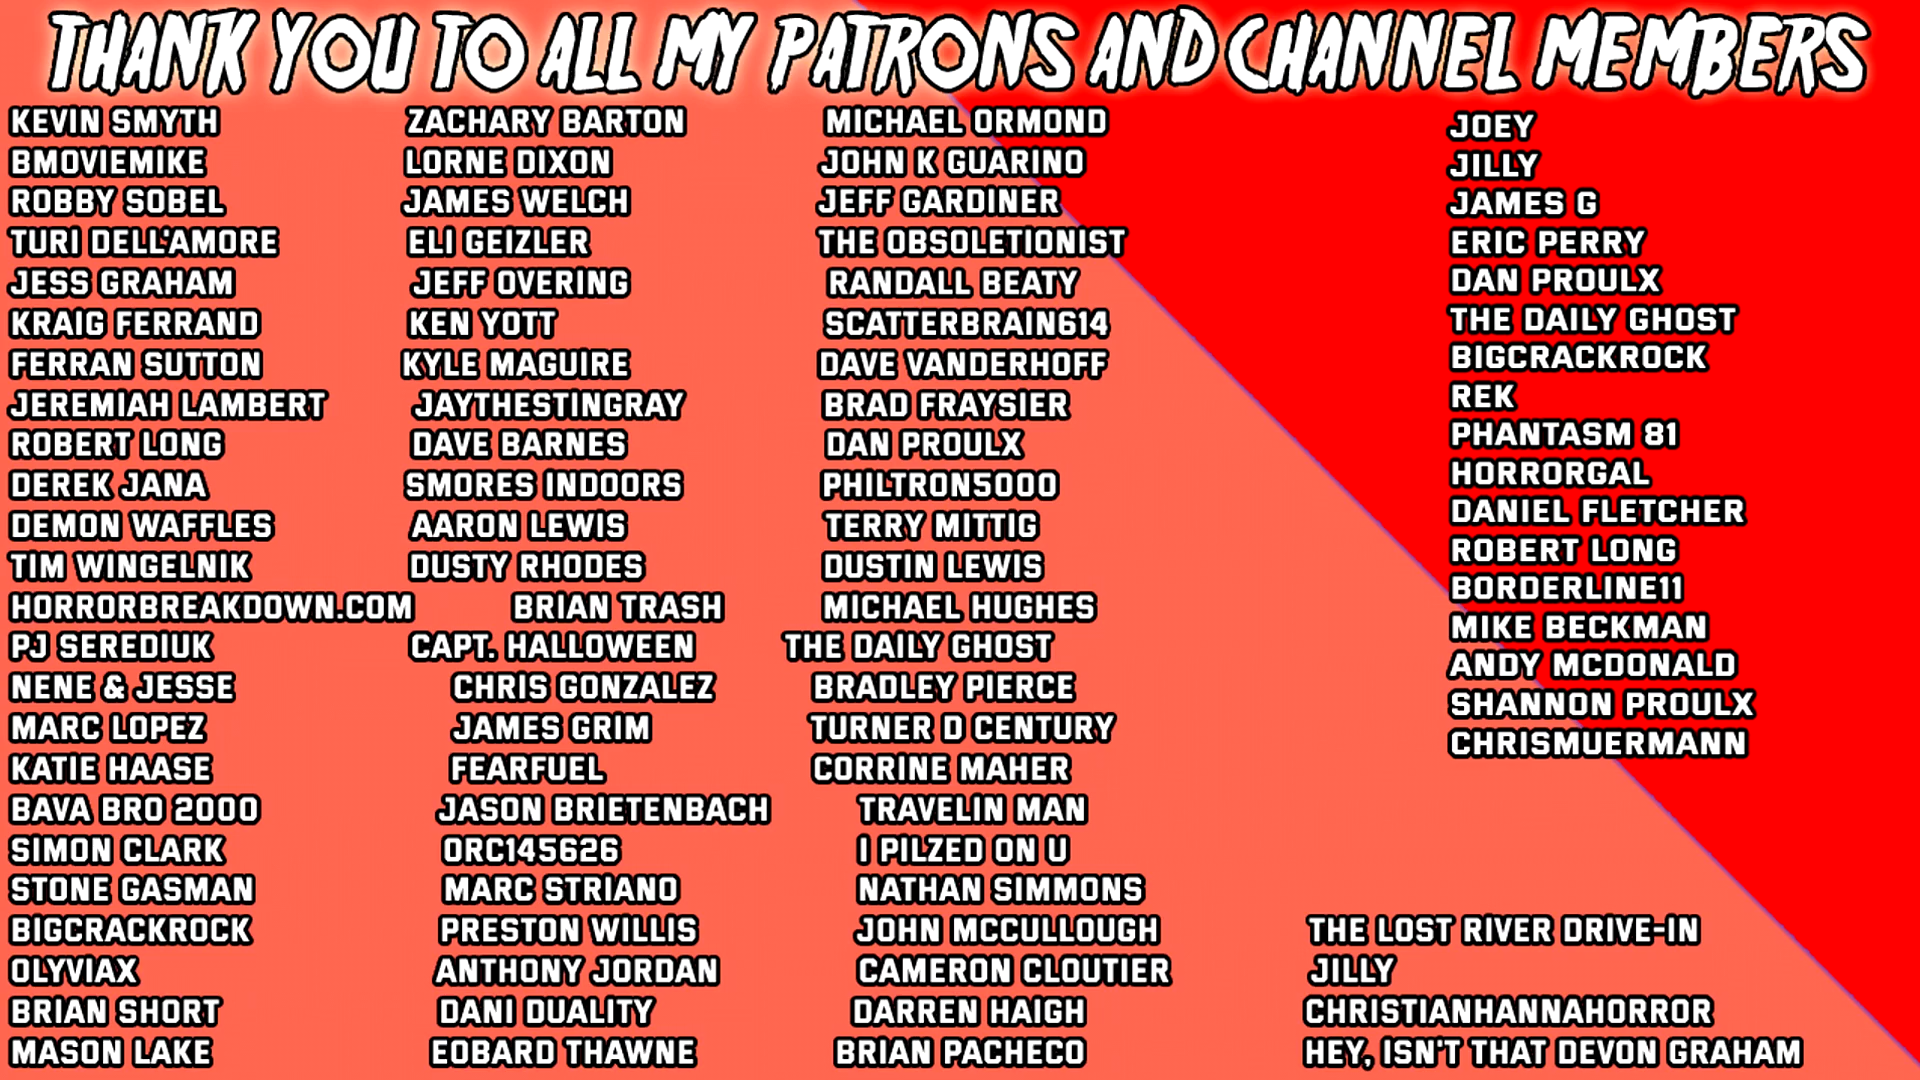 THANK YOU TO ALL MY PATRONS AND CHANNEL MEMBERS
KEVIN SMYTH
BMOVIEMIKE
ROBBY SOBEL
TURI DELL'AMORE
JESS GRAHAM
KRAIG FERRAND
FERRAN SUTTON
JEREMIAH LAMBERT
ROBERT LONG
DEREK JANA
DEMON WAFFLES
TIM WINGELNIK
HORRORBREAKDOWN.COM
PJ SEREDIUK
NENE & JESSE
MARC LOPEZ
KATIE HAASE
BAVA BRO 2000
SIMON CLARK
STONE GASMAN
BIGCRACKROCK
OLYVIAX
BRIAN SHORT
MASON LAKE
ZACHARY BARTON
LORNE DIXON
JAMES WELCH
ELI GEIZLER
JEFF OVERING
KEN YOTT
KYLE MAGUIRE
JAYTHESTINGRAY
DAVE BARNES
SMORES INDOORS
AARON LEWIS
DUSTY RHODES
BRIAN TRASH
CAPT. HALLOWEEN
CHRIS GONZALEZ
JAMES GRIM
FEARFUEL
JASON BRIETENBACH
ORC145626
MARC STRIANO
PRESTON WILLIS
ANTHONY JORDAN
DANI DUALITY
EOBARD THAWNE
MICHAEL ORMOND
JOHN K GUARINO
JEFF GARDINER
THE OBSOLETIONIST
RANDALL BEATY
SCATTERBRAIN614
DAVE VANDERHOFF
BRAD FRAYSIER
DAN PROULX
PHILTRON5000
TERRY MITTIG
DUSTIN LEWIS
MICHAEL HUGHES
THE DAILY GHOST
BRADLEY PIERCE
TURNER D CENTURY
CORRINE MAHER
TRAVELIN MAN
I PILZED ON U
NATHAN SIMMONS
JOHN MCCULLOUGH
CAMERON CLOUTIER
DARREN HAIGH
BRIAN PACHECO
JOEY
JILLY
JAMES G
ERIC PERRY
DAN PROULX
THE DAILY GHOST
BIGCRACKROCK
REK
PHANTASM 81
HORRORGAL
DANIEL FLETCHER
ROBERT LONG
BORDERLINE11
MIKE BECKMAN
ANDY MCDONALD
SHANNON PROULX
CHRISMUERMANN
THE LOST RIVER DRIVE-IN
JILLY
CHRISTIANHANNAHORROR
HEY, ISN'T THAT DEVON GRAHAM